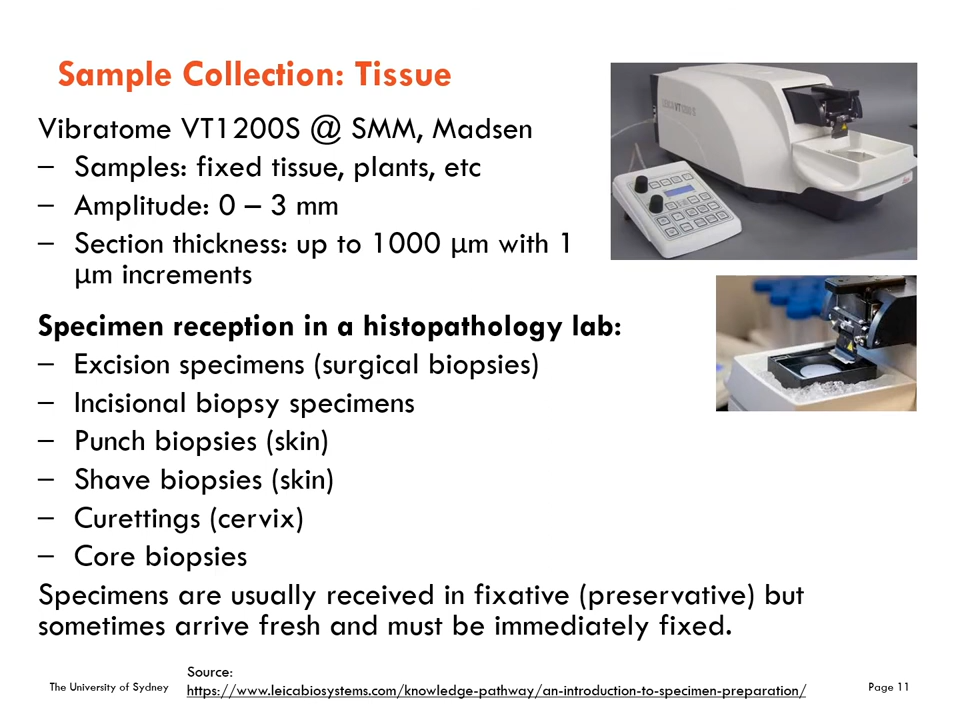 Sample Collection: Tissue
Vibratome VT1200S @ SMM, Madsen
– Samples: fixed tissue, plants, etc
– Amplitude: 0 – 3 mm
– Section thickness: up to 1000 µm with 1
µm increments
Specimen reception in a histopathology lab:
– Excision specimens (surgical biopsies)
– Incisional biopsy specimens
– Punch biopsies (skin)
– Shave biopsies (skin)
– Curettings (cervix)
– Core biopsies
Specimens are usually received in fixative (preservative) but
sometimes arrive fresh and must be immediately fixed.
Source:
The University of Sydney
https://www.leicabiosystems.com/knowledge-pathway/an-introduction-to-specimen-preparation/
Page 11